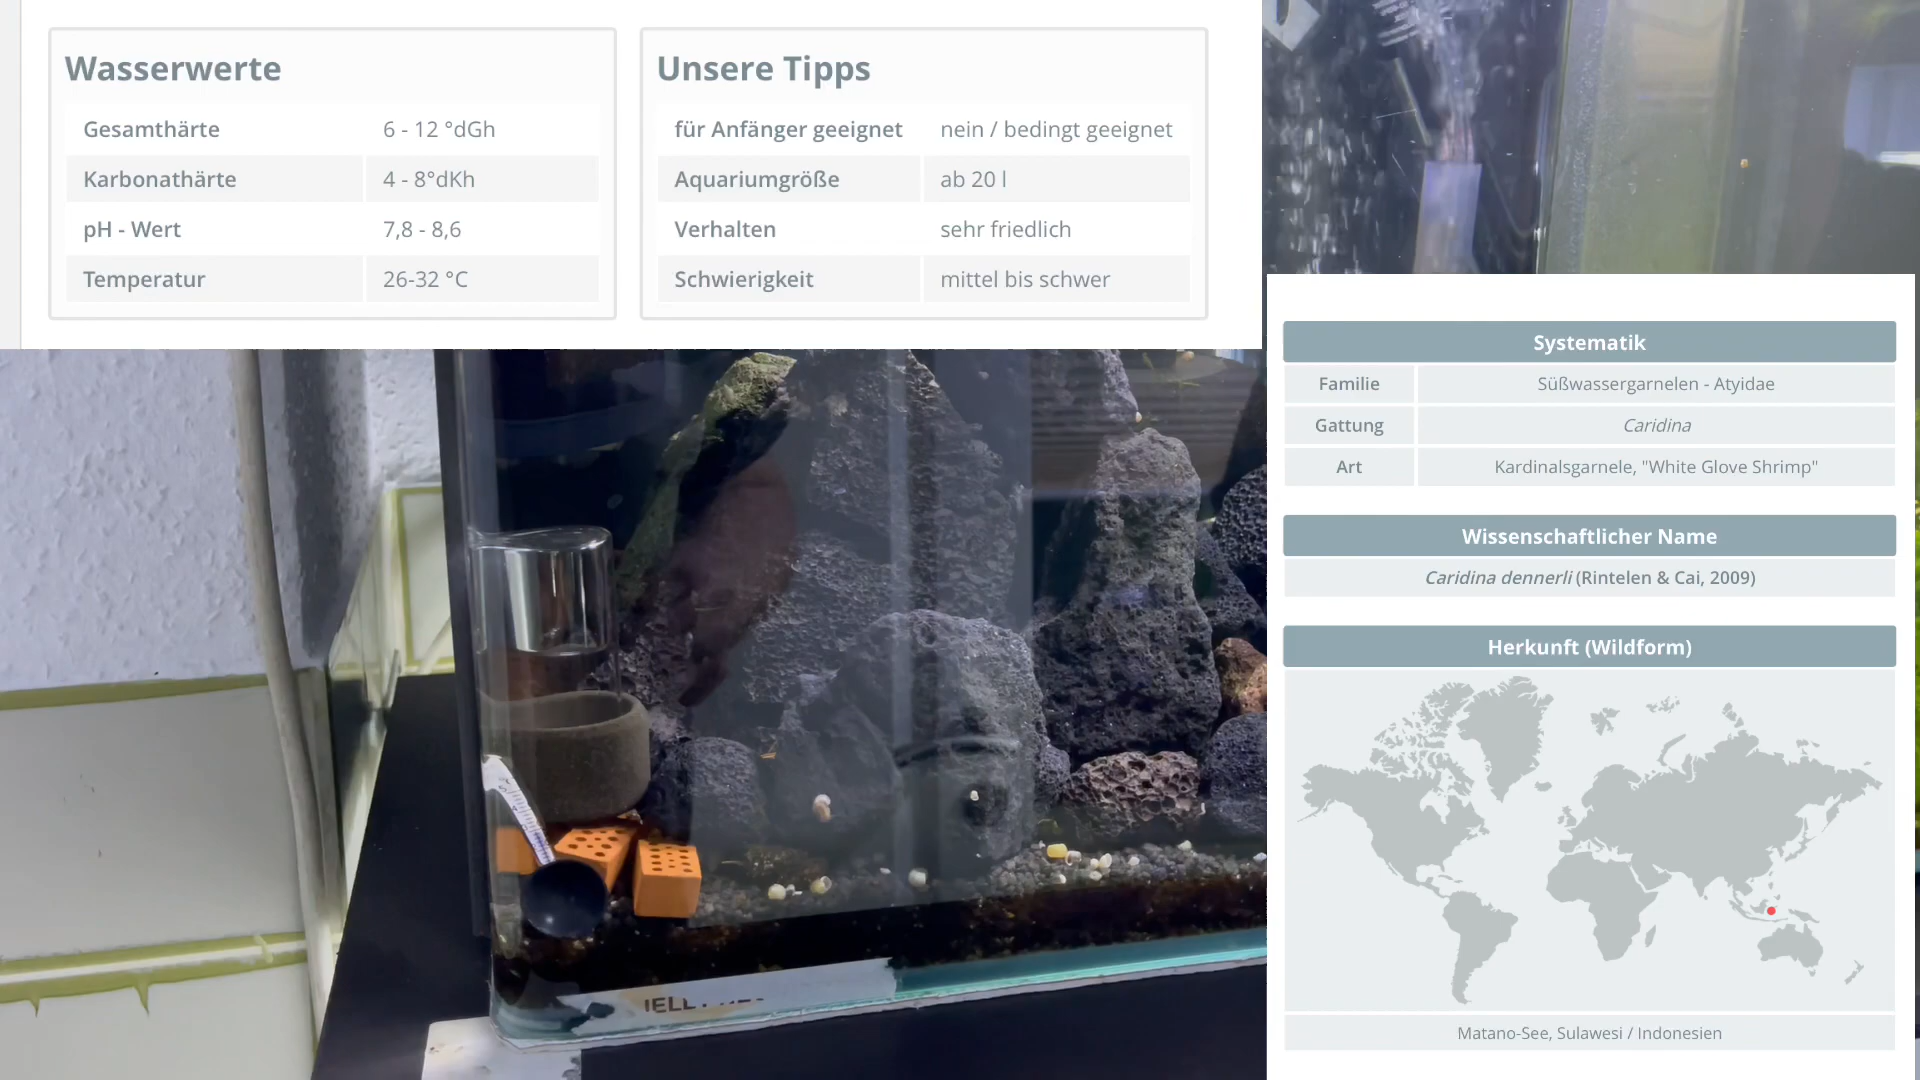 Wasserwerte
Gesamthärte 6 - 12 °dGh
Karbonathärte 4 - 8°dKh
pH - Wert 7,8 - 8,6
Temperatur 26-32 °C
Unsere Tipps
für Anfänger geeignet nein / bedingt geeignet
Aquariumgröße ab 20 l
Verhalten sehr friedlich
Schwierigkeit mittel bis schwer
Systematik
Familie Süßwassergarnelen - Atyidae
Gattung Caridina
Art Kardinalsgarnele, "White Glove Shrimp"
Wissenschaftlicher Name
Caridina dennerli (Rintelen & Cai, 2009)
Herkunft (Wildform)
Matano-See, Sulawesi / Indonesien